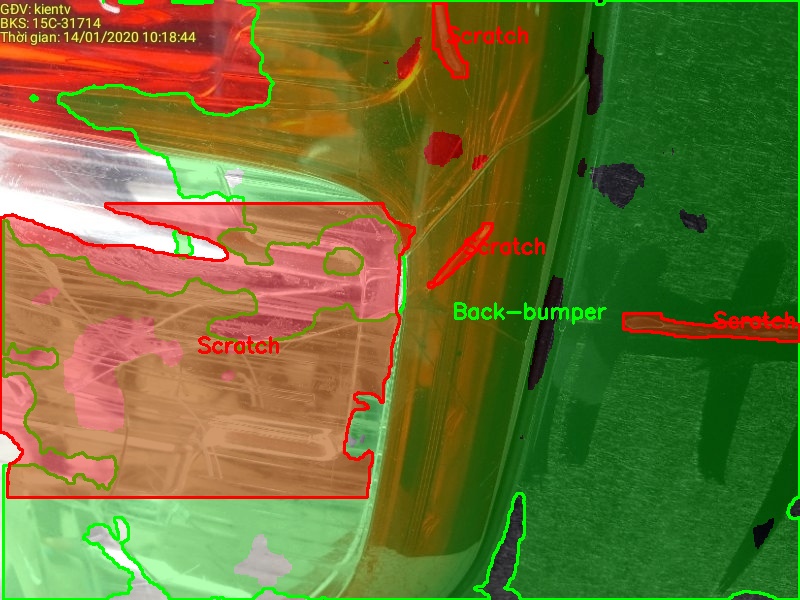 GĐV: kientv
BKS: 15C-31714
Thời gian: 14/01/2020 10:18:44
Scratch
Scratch
Back-bumper
Scratch
Scratch